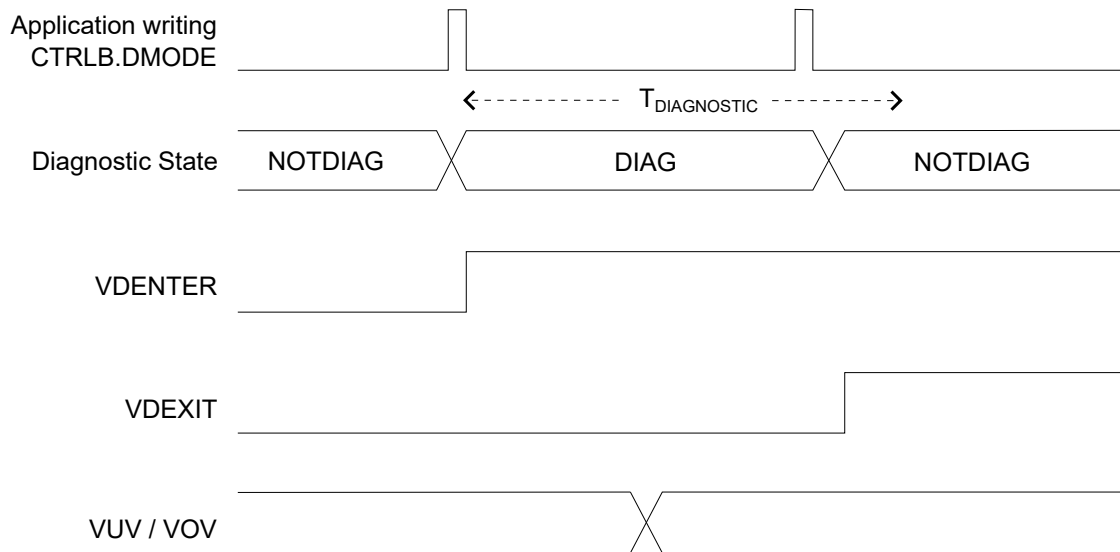 Application writing
CTRLB.DMODE
TDIAGNOSTIC
Diagnostic State NOTDIAG DIAG NOTDIAG
VDENTER
VDEXIT
VUV / VOV